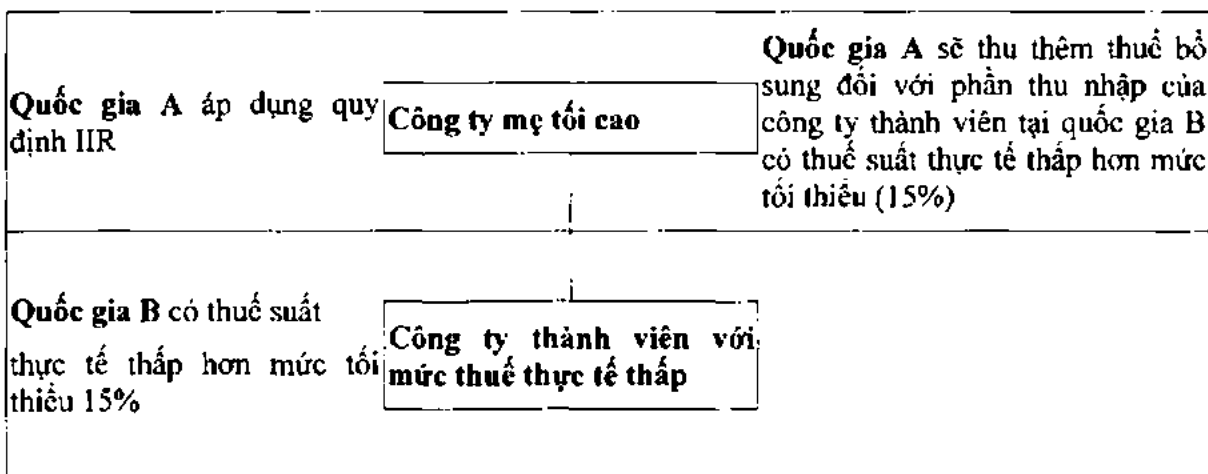 Quốc gia A áp dụng quy
định IIR
Công ty mẹ tối cao
Quốc gia A sẽ thu thêm thuế bổ
sung đối với phần thu nhập của
công ty thành viên tại quốc gia B
có thuế suất thực tế thấp hơn mức
tối thiểu (15%)
Quốc gia B có thuế suất
thực tế thấp hơn mức tối
thiểu 15%
Công ty thành viên với
mức thuế thực tế thấp